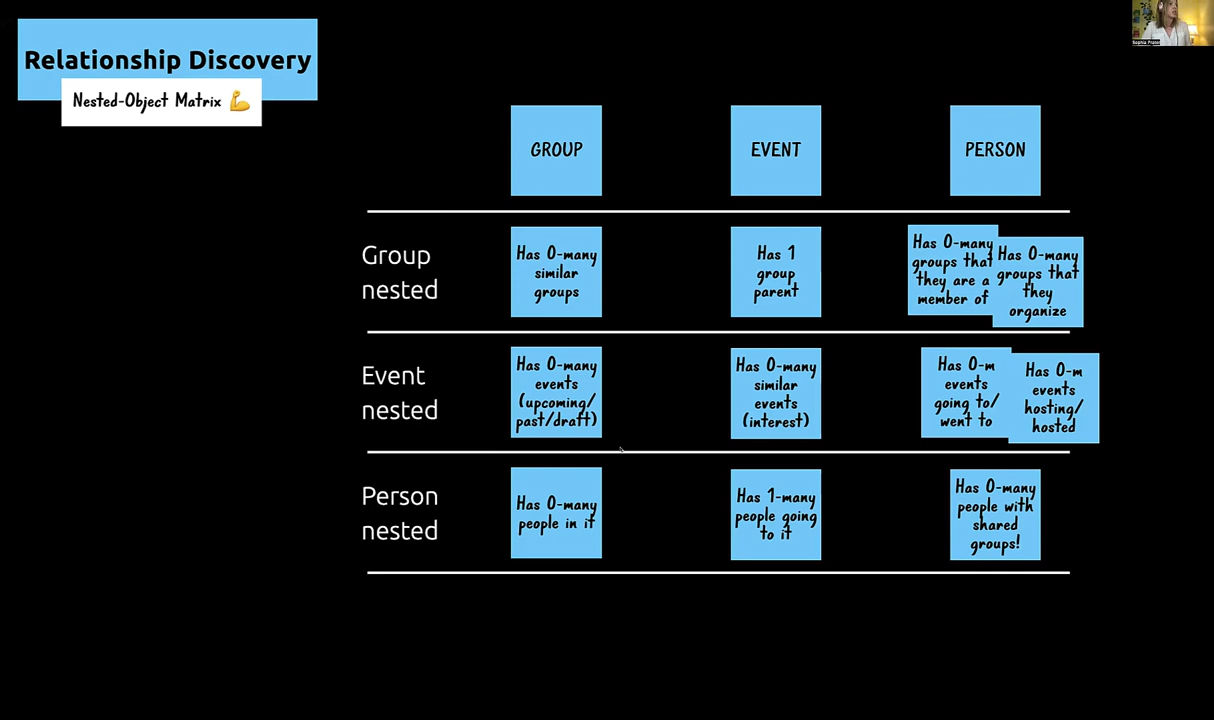 Relationship Discovery
Nested-Object Matrix
GROUP
EVENT
PERSON
Group
nested
Has 0-many
similar
groups
Has 1
group
parent
Has 0-many
groups that
they are a
member of
Has 0-many
groups that
they
organize
Event
nested
Has 0-many
events
(upcoming/
past/draft)
Has 0-many
similar
events
(interest)
Has 0-m
events
going to/
went to
Has 0-m
events
hosting/
hosted
Person
nested
Has 0-many
people in it
Has 1-many
people going
to it
Has 0-many
people with
shared
groups!